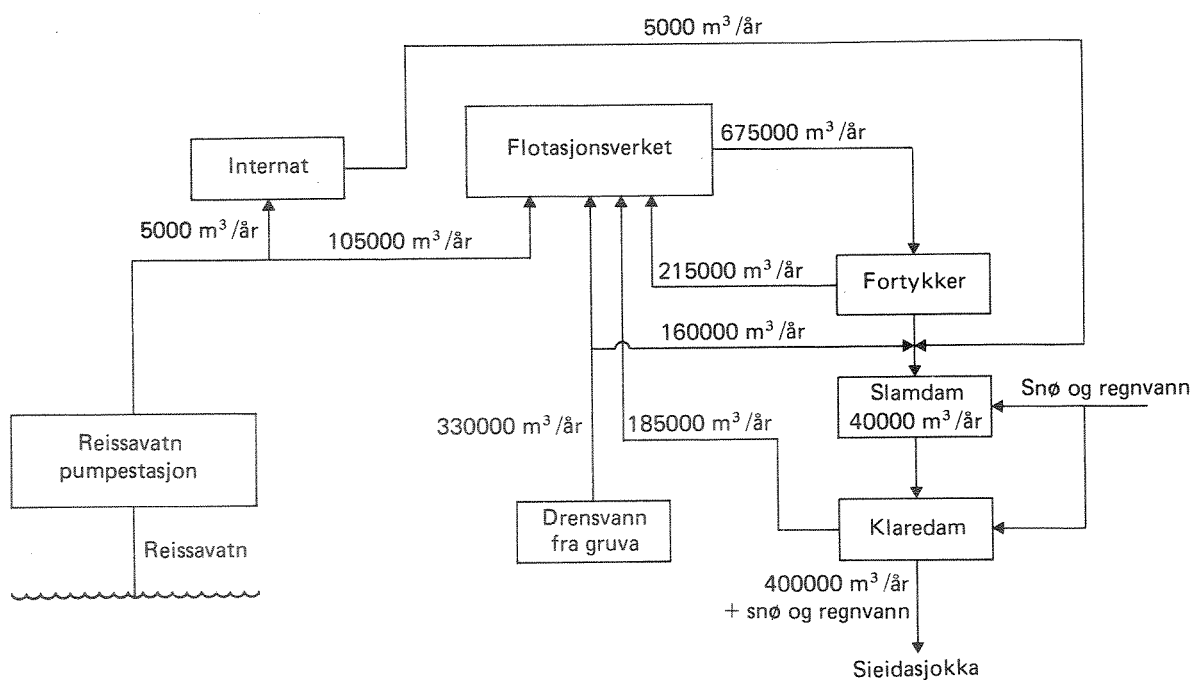 5000 m³/år
Flotasjonsverket
675000 m³/år
Internat
5000 m³/år
105000 m³/år
215000 m³/år
Fortykker
160000 m³/år
Slamdam
40000 m³/år
Snø og regnvann
330000 m³/år
185000 m³/år
Reissavatn
pumpestasjon
Drensvann
fra gruva
Klaredam
Reissavatn
400000 m³/år
+ snø og regnvann
Sieidasjokka